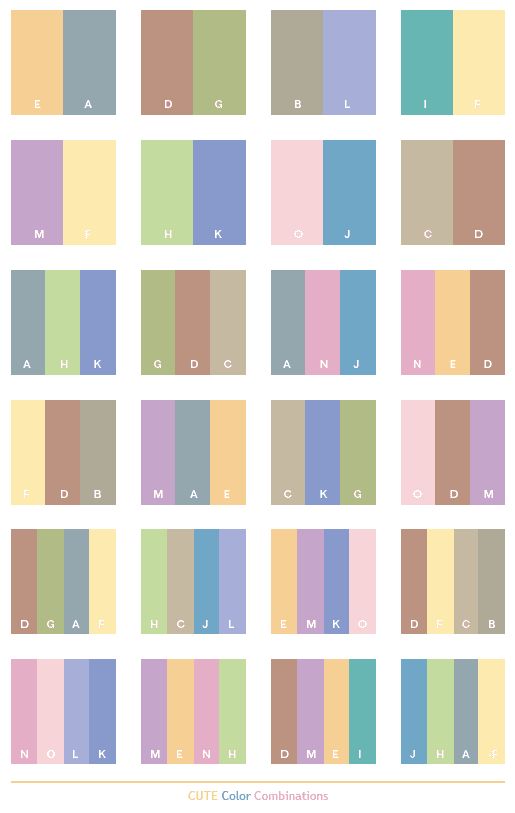 E A D G B L I F
M F H K O J C D
A H K G D C A N J N E D
F D B M A E C K G O D M
D G A F H C J L E M K O D F C B
N O L K M E N H D M E I J H A F
CUTE Color Combinations